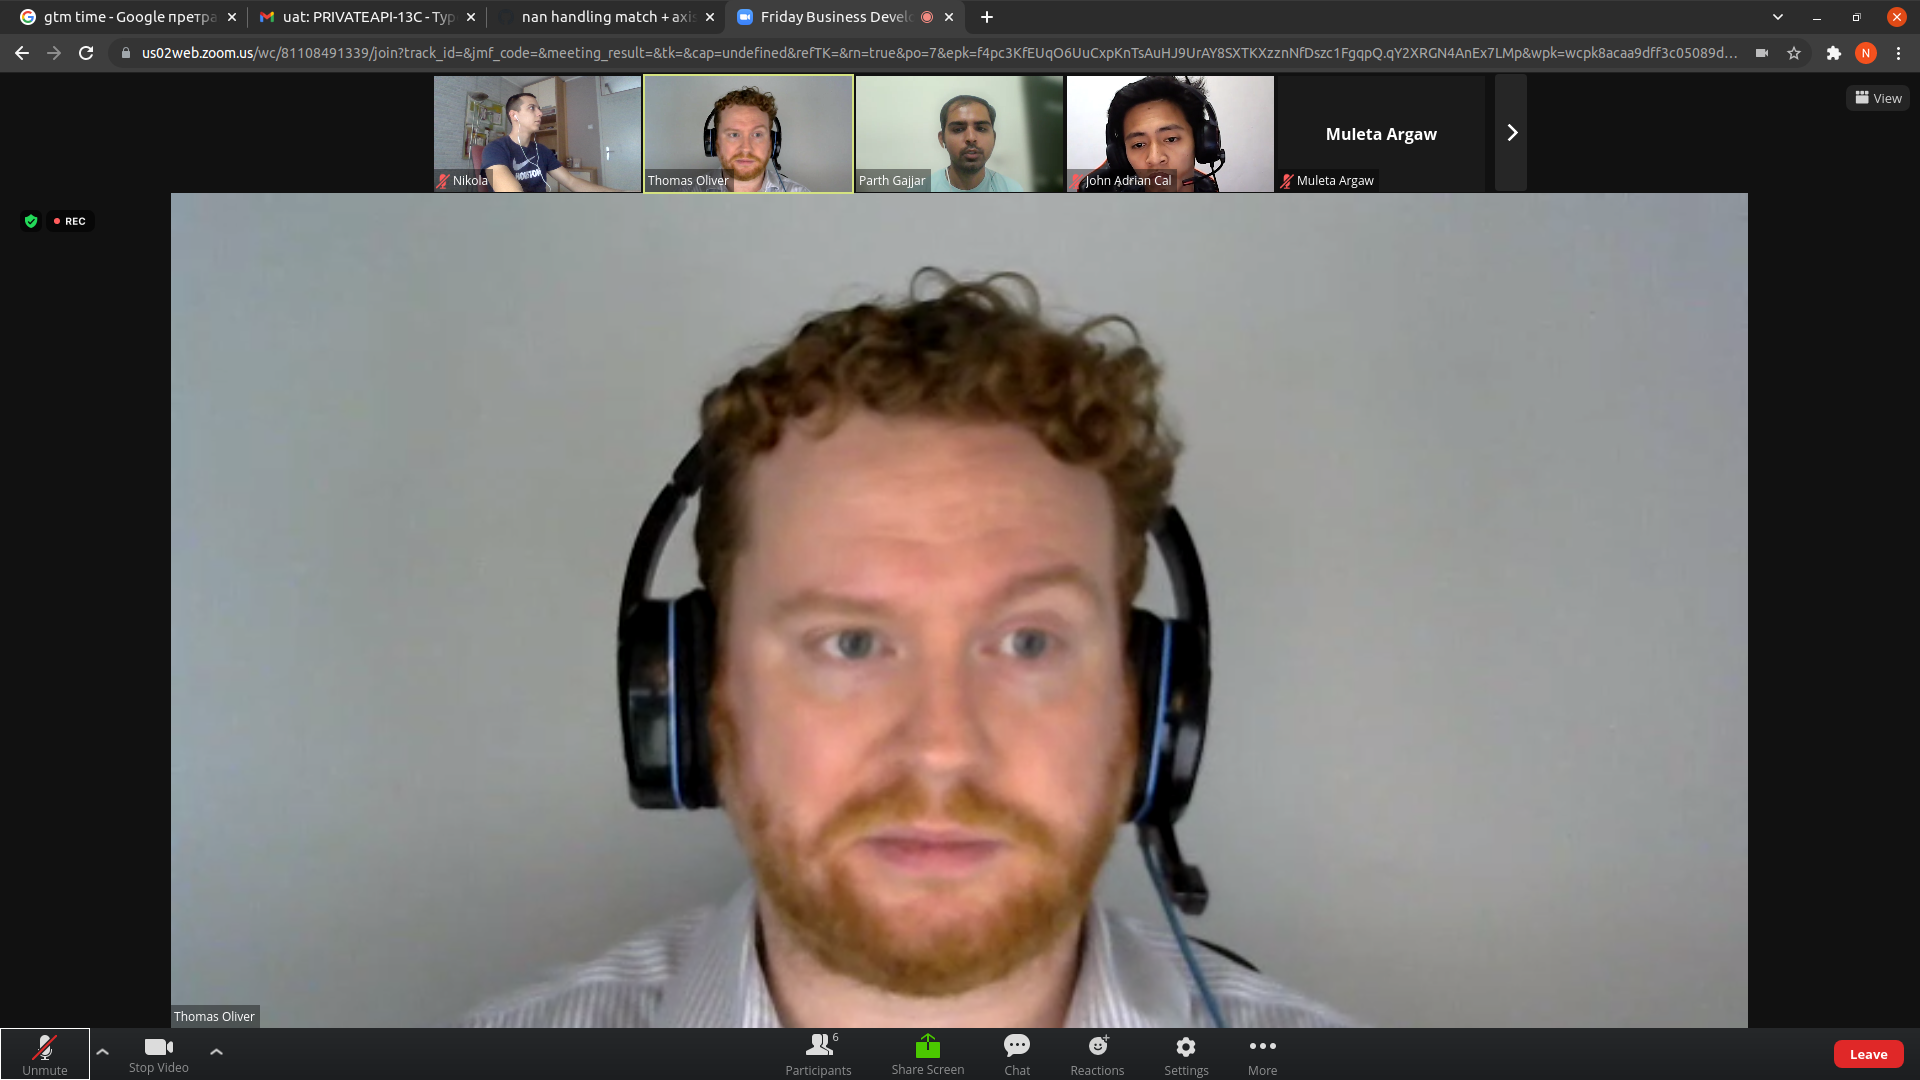 gtm time - Google претра
uat: PRIVATEAPI-13C - Typ
nan handling match + axis
Friday Business Develo
us02web.zoom.us/wc/81108491339/join?track_id=&jmf_code=&meeting_result=&tk=&cap=undefined&refTK=&rn=true&po=7&epk=f4pc3KfEUqO6UuCxpKnTsAuHJ9UrAY8SXTKXzznNfDszc1FgqpQ.qY2XRGN4AnEx7LMp&wpk=wcpk8acaa9dff3c05089d...
N
Nikola
Thomas Oliver
Parth Gajjar
John Adrian Cal
Muleta Argaw
Muleta Argaw
View
REC
Thomas Oliver
Unmute
Stop Video
6
Participants
Share Screen
Chat
Reactions
Settings
More
Leave